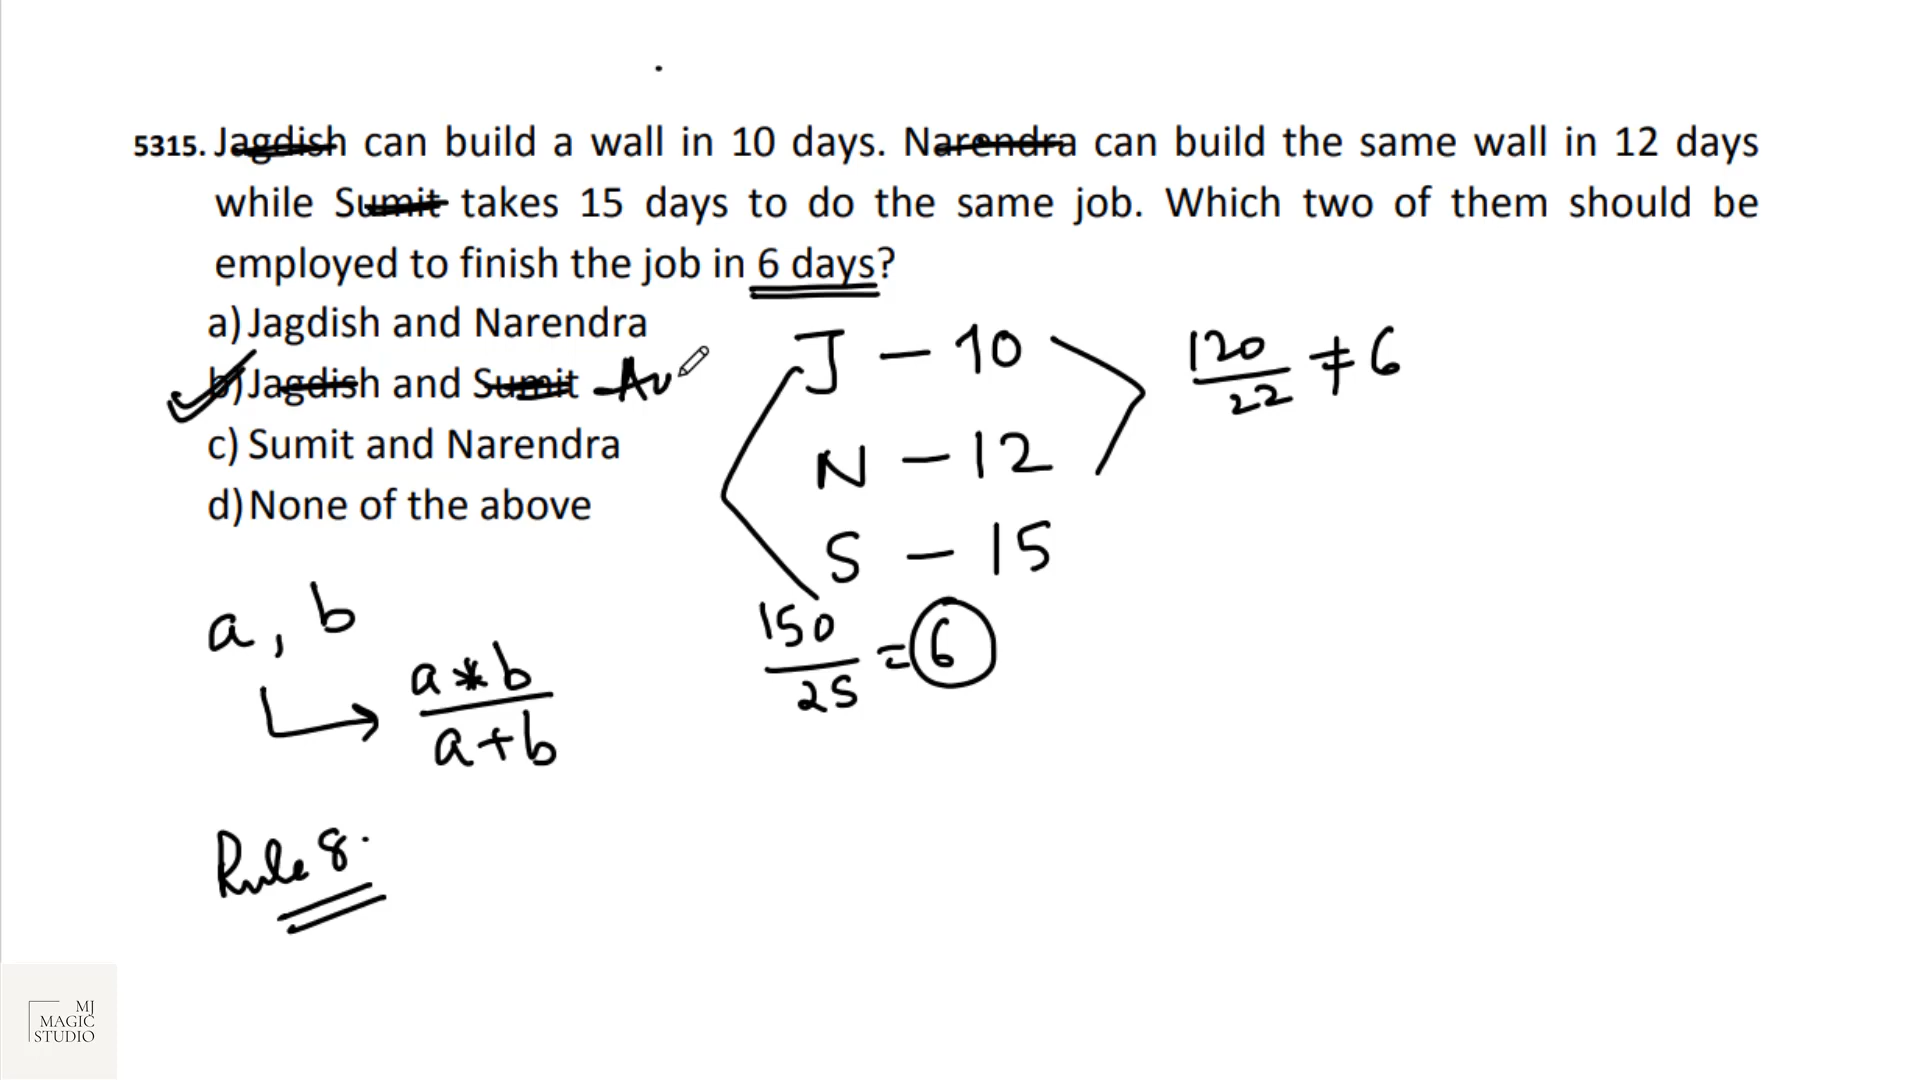 5315. Jagdish can build a wall in 10 days. Narendra can build the same wall in 12 days
while Sumit takes 15 days to do the same job. Which two of them should be
employed to finish the job in 6 days?
a) Jagdish and Narendra
b) Jagdish and Sumit
c) Sumit and Narendra
d) None of the above
J - 10
N - 12
S - 15
120/22 ≠ 6
150/25 = 6
a, b
a*b/a+b
Rule 8.
MJ
MAGIC
STUDIO